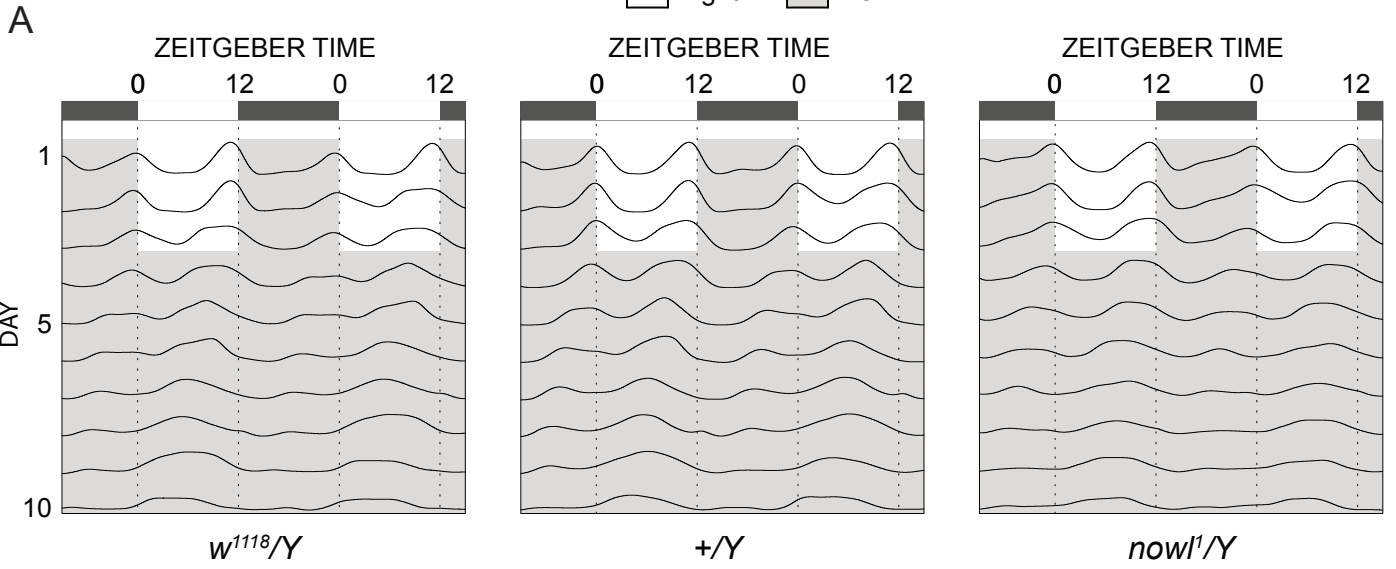 A
ZEITGEBER TIME ZEITGEBER TIME ZEITGEBER TIME
0 12 0 12 0 12 0 12 0 12 0 12
1
5
10
DAY
w1118/Y +/Y nowl1/Y